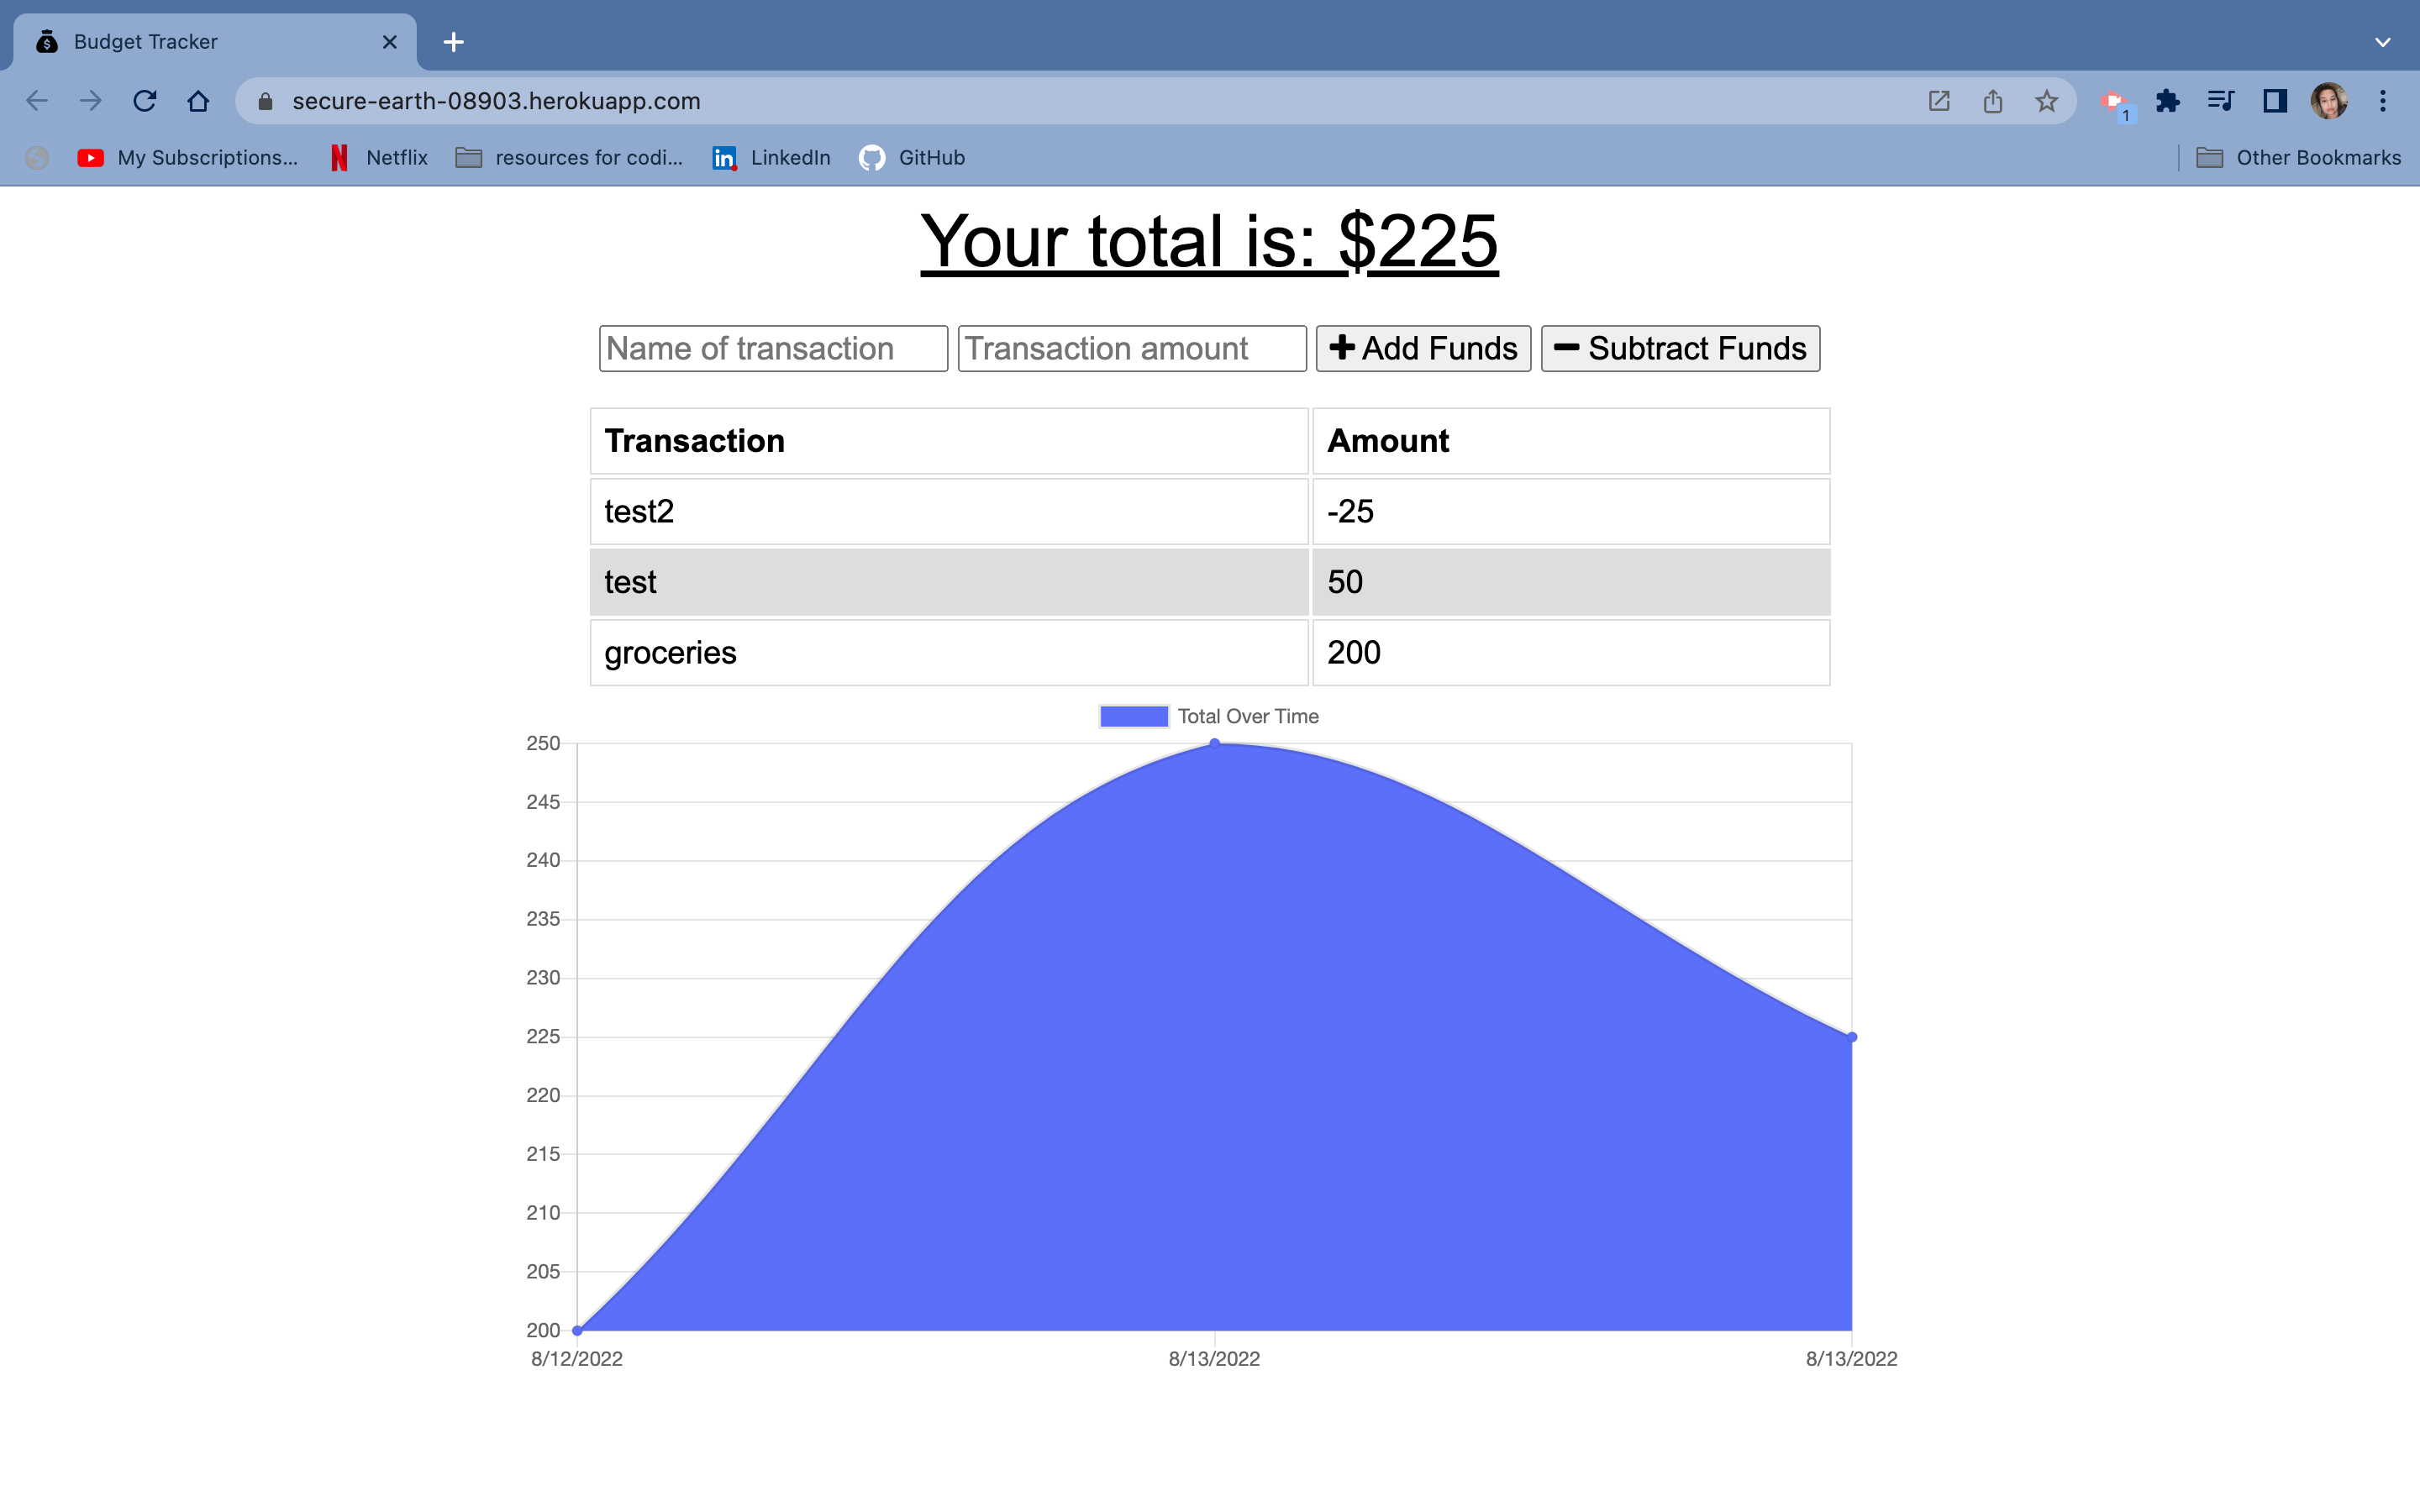 Budget Tracker
secure-earth-08903.herokuapp.com
1
My Subscriptions... Netflix resources for codi... LinkedIn GitHub Other Bookmarks
Your total is: $225
Name of transaction Transaction amount Add Funds Subtract Funds
Transaction Amount
test2 -25
test 50
groceries 200
Total Over Time
250
245
240
235
230
225
220
215
210
205
200
8/12/2022 8/13/2022 8/13/2022